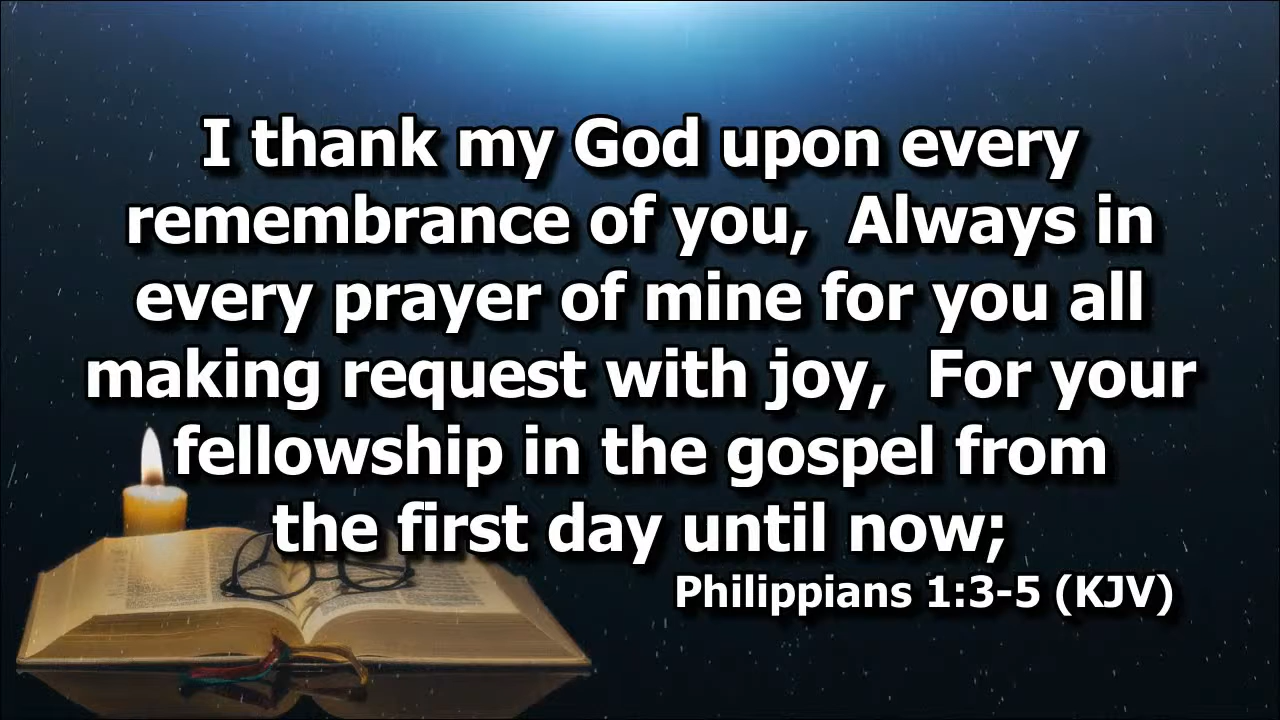 I thank my God upon every
remembrance of you,  Always in
every prayer of mine for you all
making request with joy,  For your
fellowship in the gospel from
the first day until now;
Philippians 1:3-5 (KJV)